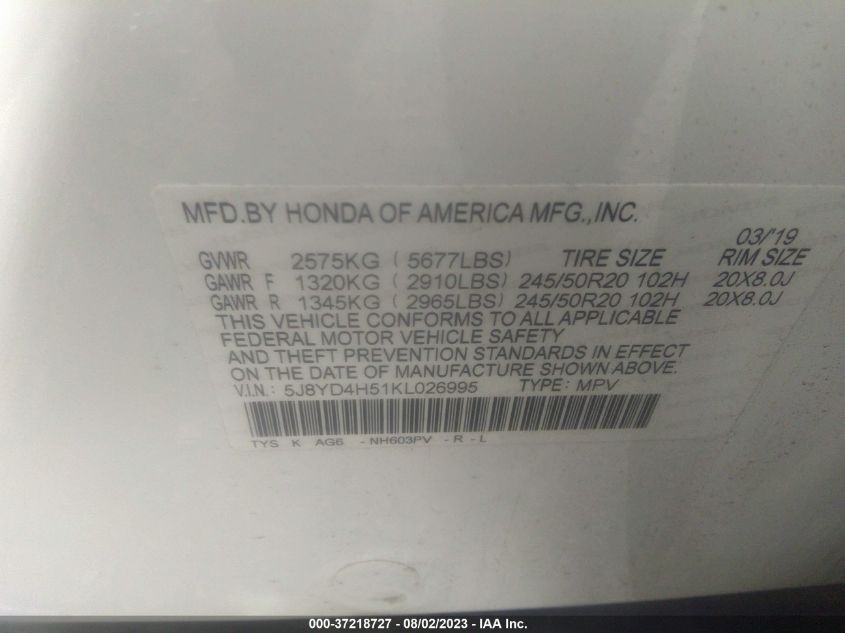 MFD.BY HONDA OF AMERICA MFG.,INC.
03/'19
GVWR 2575KG ( 5677LBS) TIRE SIZE RIM SIZE
GAWR F 1320KG ( 2910LBS) 245/50R20 102H 20X8.0J
GAWR R 1345KG ( 2965LBS) 245/50R20 102H 20X8.0J
THIS VEHICLE CONFORMS TO ALL APPLICABLE
FEDERAL MOTOR VEHICLE SAFETY
AND THEFT PREVENTION STANDARDS IN EFFECT
ON THE DATE OF MANUFACTURE SHOWN ABOVE.
V.I.N.: 5J8YD4H51KL026995 TYPE: MPV
TYS K AG6 - NH603PV - R - L
000-37218727 - 08/02/2023 - IAA Inc.